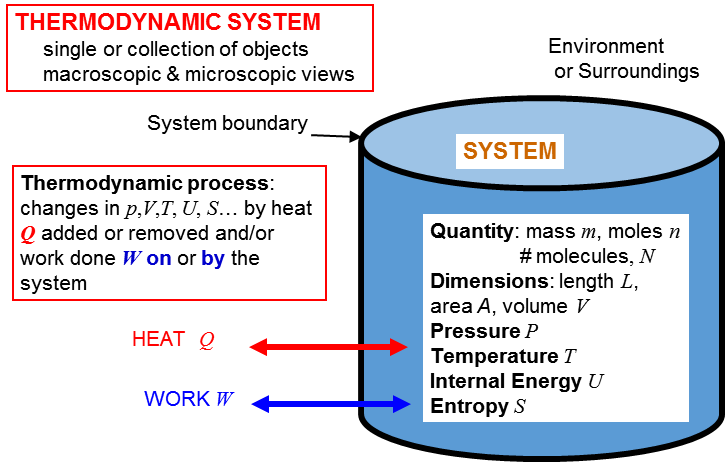 THERMODYNAMIC SYSTEM
single or collection of objects
macroscopic & microscopic views
Environment
or Surroundings
System boundary
SYSTEM
Thermodynamic process:
changes in p,V,T, U, S… by heat
Q added or removed and/or
work done W on or by the
system
Quantity: mass m, moles n
# molecules, N
Dimensions: length L,
area A, volume V
Pressure P
Temperature T
Internal Energy U
Entropy S
HEAT Q
WORK W